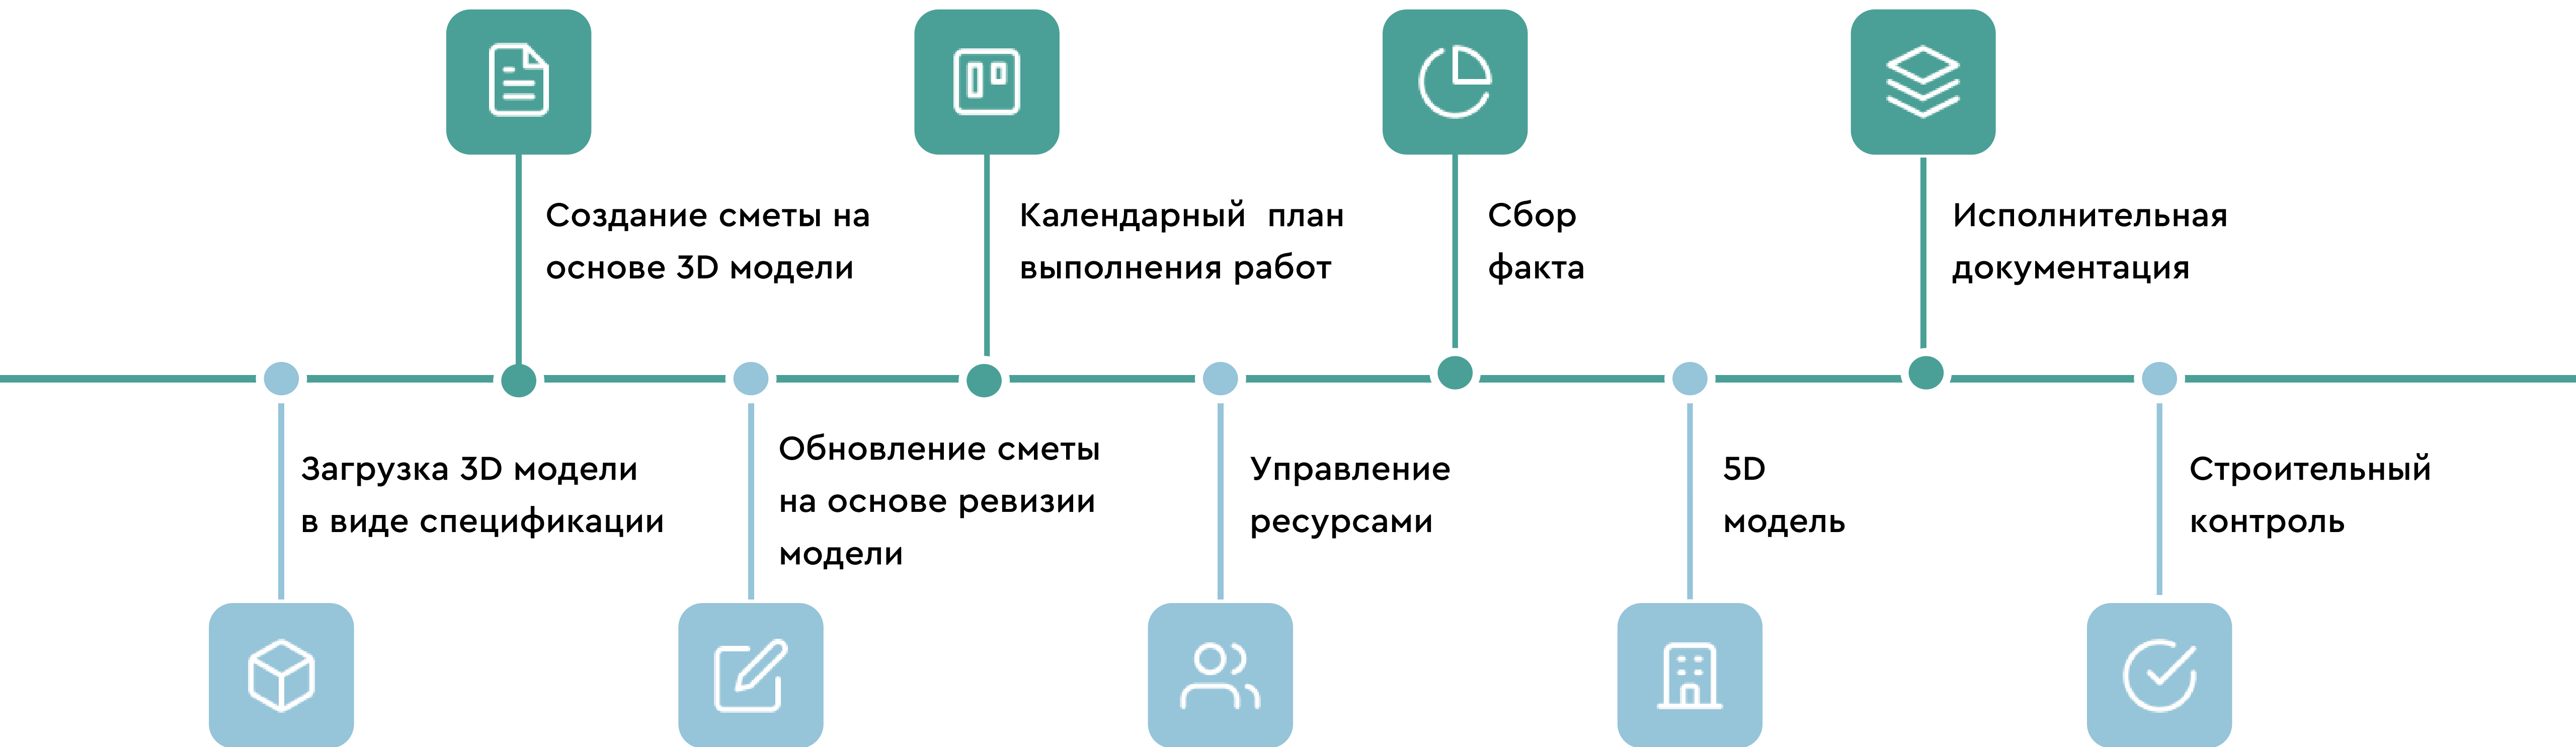 Создание сметы на
основе 3D модели
Календарный план
выполнения работ
Сбор
факта
Исполнительная
документация
Загрузка 3D модели
в виде спецификации
Обновление сметы
на основе ревизии
модели
Управление
ресурсами
5D
модель
Строительный
контроль